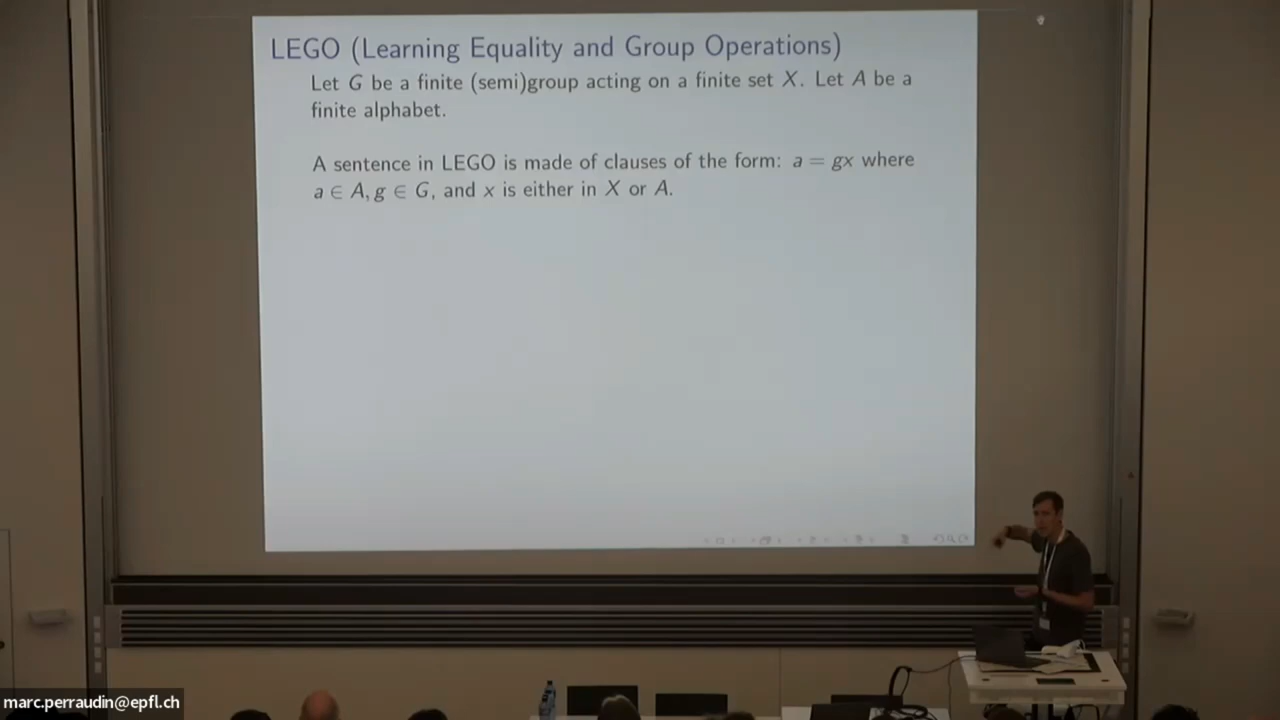 LEGO (Learning Equality and Group Operations)
Let G be a finite (semi)group acting on a finite set X. Let A be a
finite alphabet.
A sentence in LEGO is made of clauses of the form: a = gx where
a ∈ A, g ∈ G, and x is either in X or A.
marc.perraudin@epfl.ch